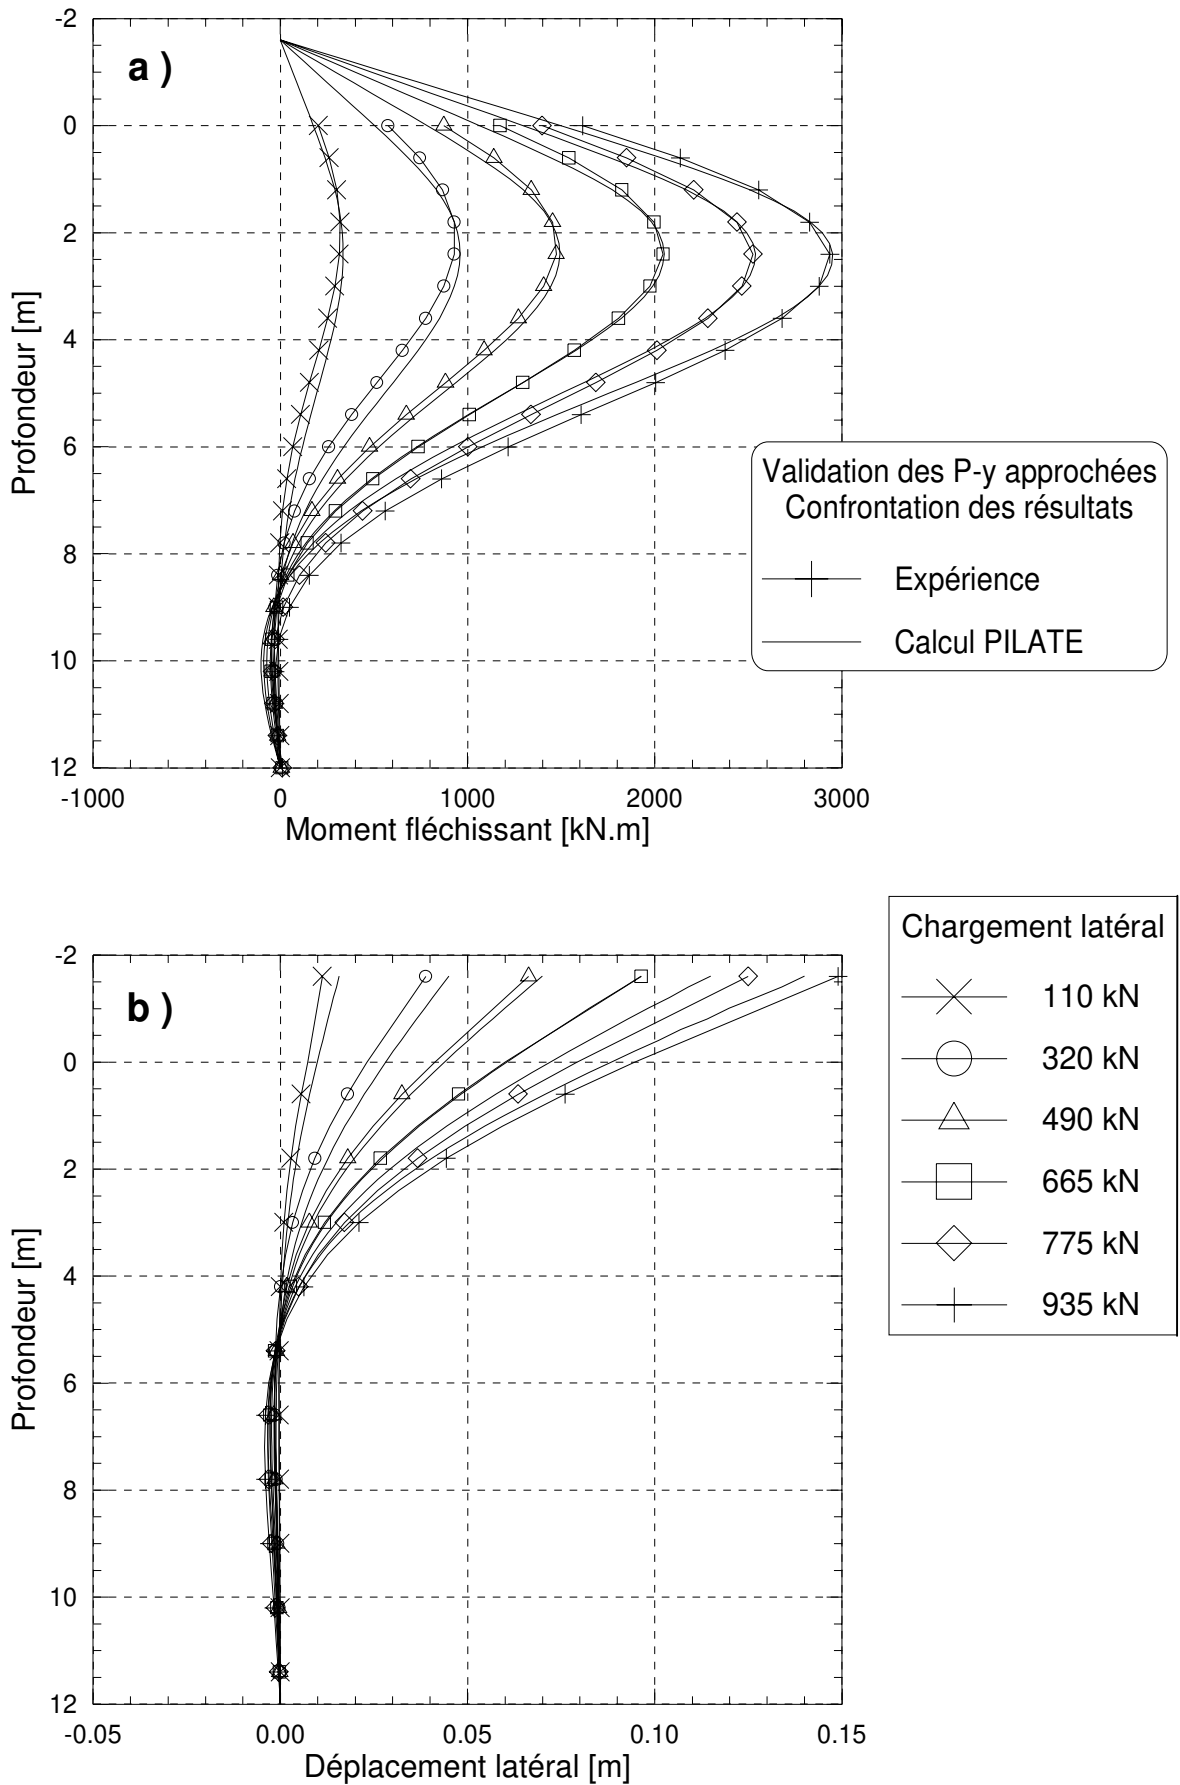 -2
a )
0
2
4
6
8
10
12
Profondeur [m]
-1000
0
1000
2000
3000
Moment fléchissant [kN.m]
Validation des P-y approchées
Confrontation des résultats
Expérience
Calcul PILATE
Chargement latéral
110 kN
320 kN
490 kN
665 kN
775 kN
935 kN
-2
b )
0
2
4
6
8
10
12
Profondeur [m]
-0.05
0.00
0.05
0.10
0.15
Déplacement latéral [m]